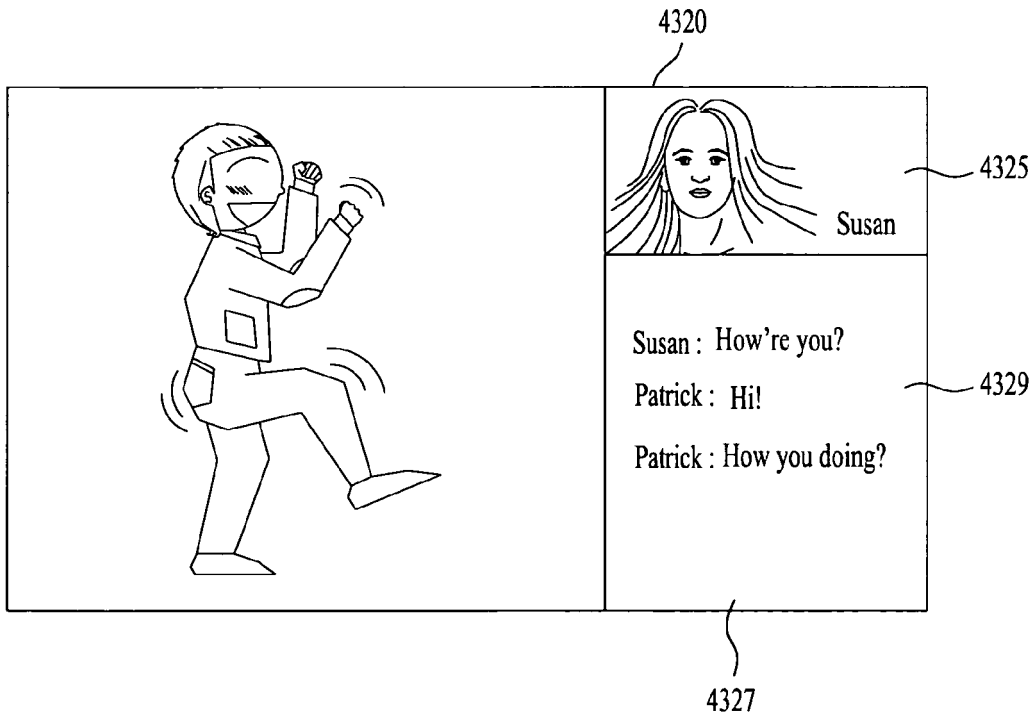 4320
4325
Susan
Susan : How're you?
4329
Patrick : Hi!
Patrick : How you doing?
4327